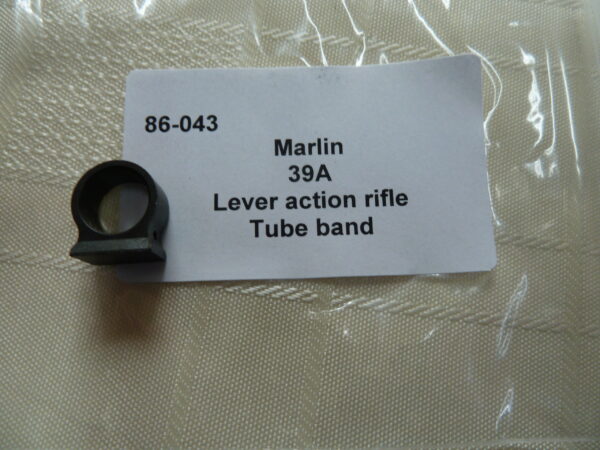 86-043
Marlin
39A
Lever action rifle
Tube band